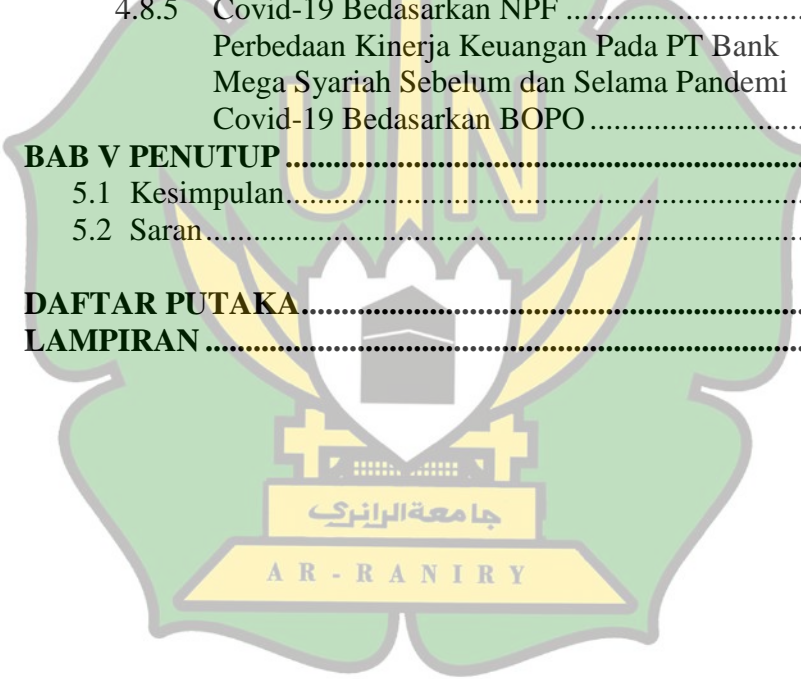 4.8.5 Covid-19 Bedasarkan NPF ........................
Perbedaan Kinerja Keuangan Pada PT Bank
Mega Syariah Sebelum dan Selama Pandemi
Covid-19 Bedasarkan BOPO ........................
BAB V PENUTUP ........................
5.1 Kesimpulan ........................
5.2 Saran ........................
DAFTAR PUTAKA ........................
LAMPIRAN ........................
UIN
جامعةالرانري
AR-RANIRY